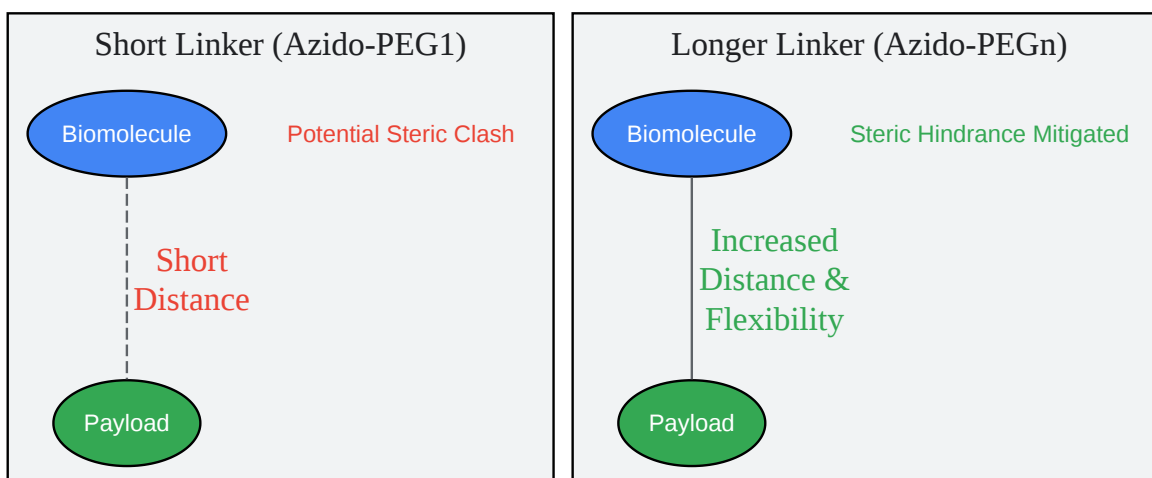 Short Linker (Azido-PEG1)
Biomolecule
Potential Steric Clash
Short
Distance
Payload
Longer Linker (Azido-PEGn)
Biomolecule
Steric Hindrance Mitigated
Increased
Distance &
Flexibility
Payload